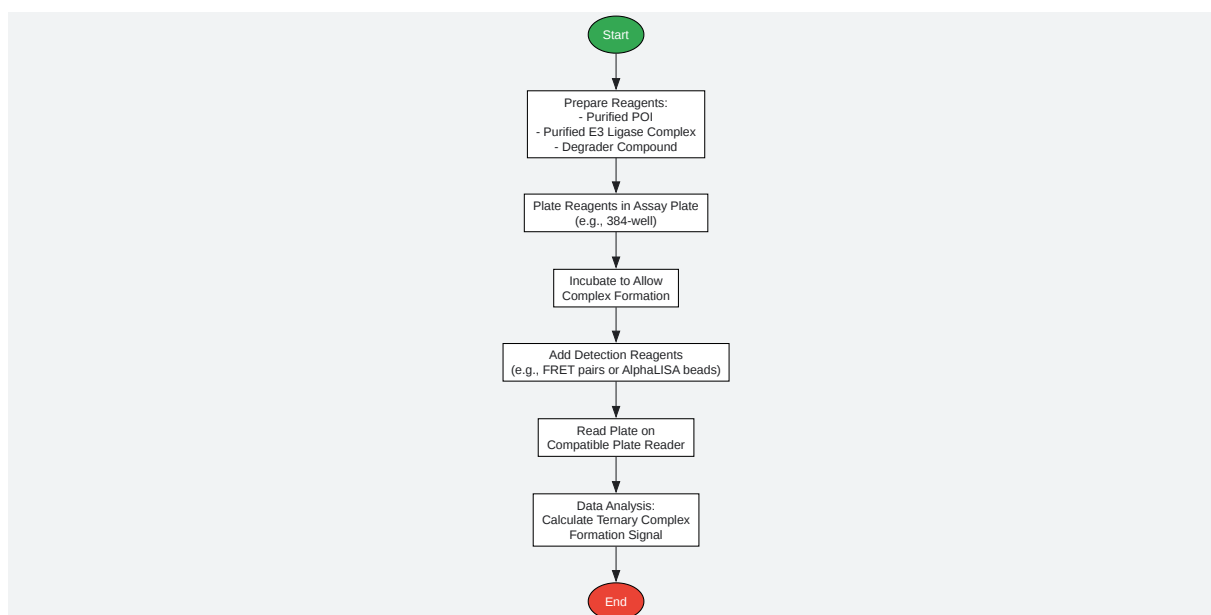 Start
Prepare Reagents:
- Purified POI
- Purified E3 Ligase Complex
- Degrader Compound
Plate Reagents in Assay Plate
(e.g., 384-well)
Incubate to Allow
Complex Formation
Add Detection Reagents
(e.g., FRET pairs or AlphaLISA beads)
Read Plate on
Compatible Plate Reader
Data Analysis:
Calculate Ternary Complex
Formation Signal
End